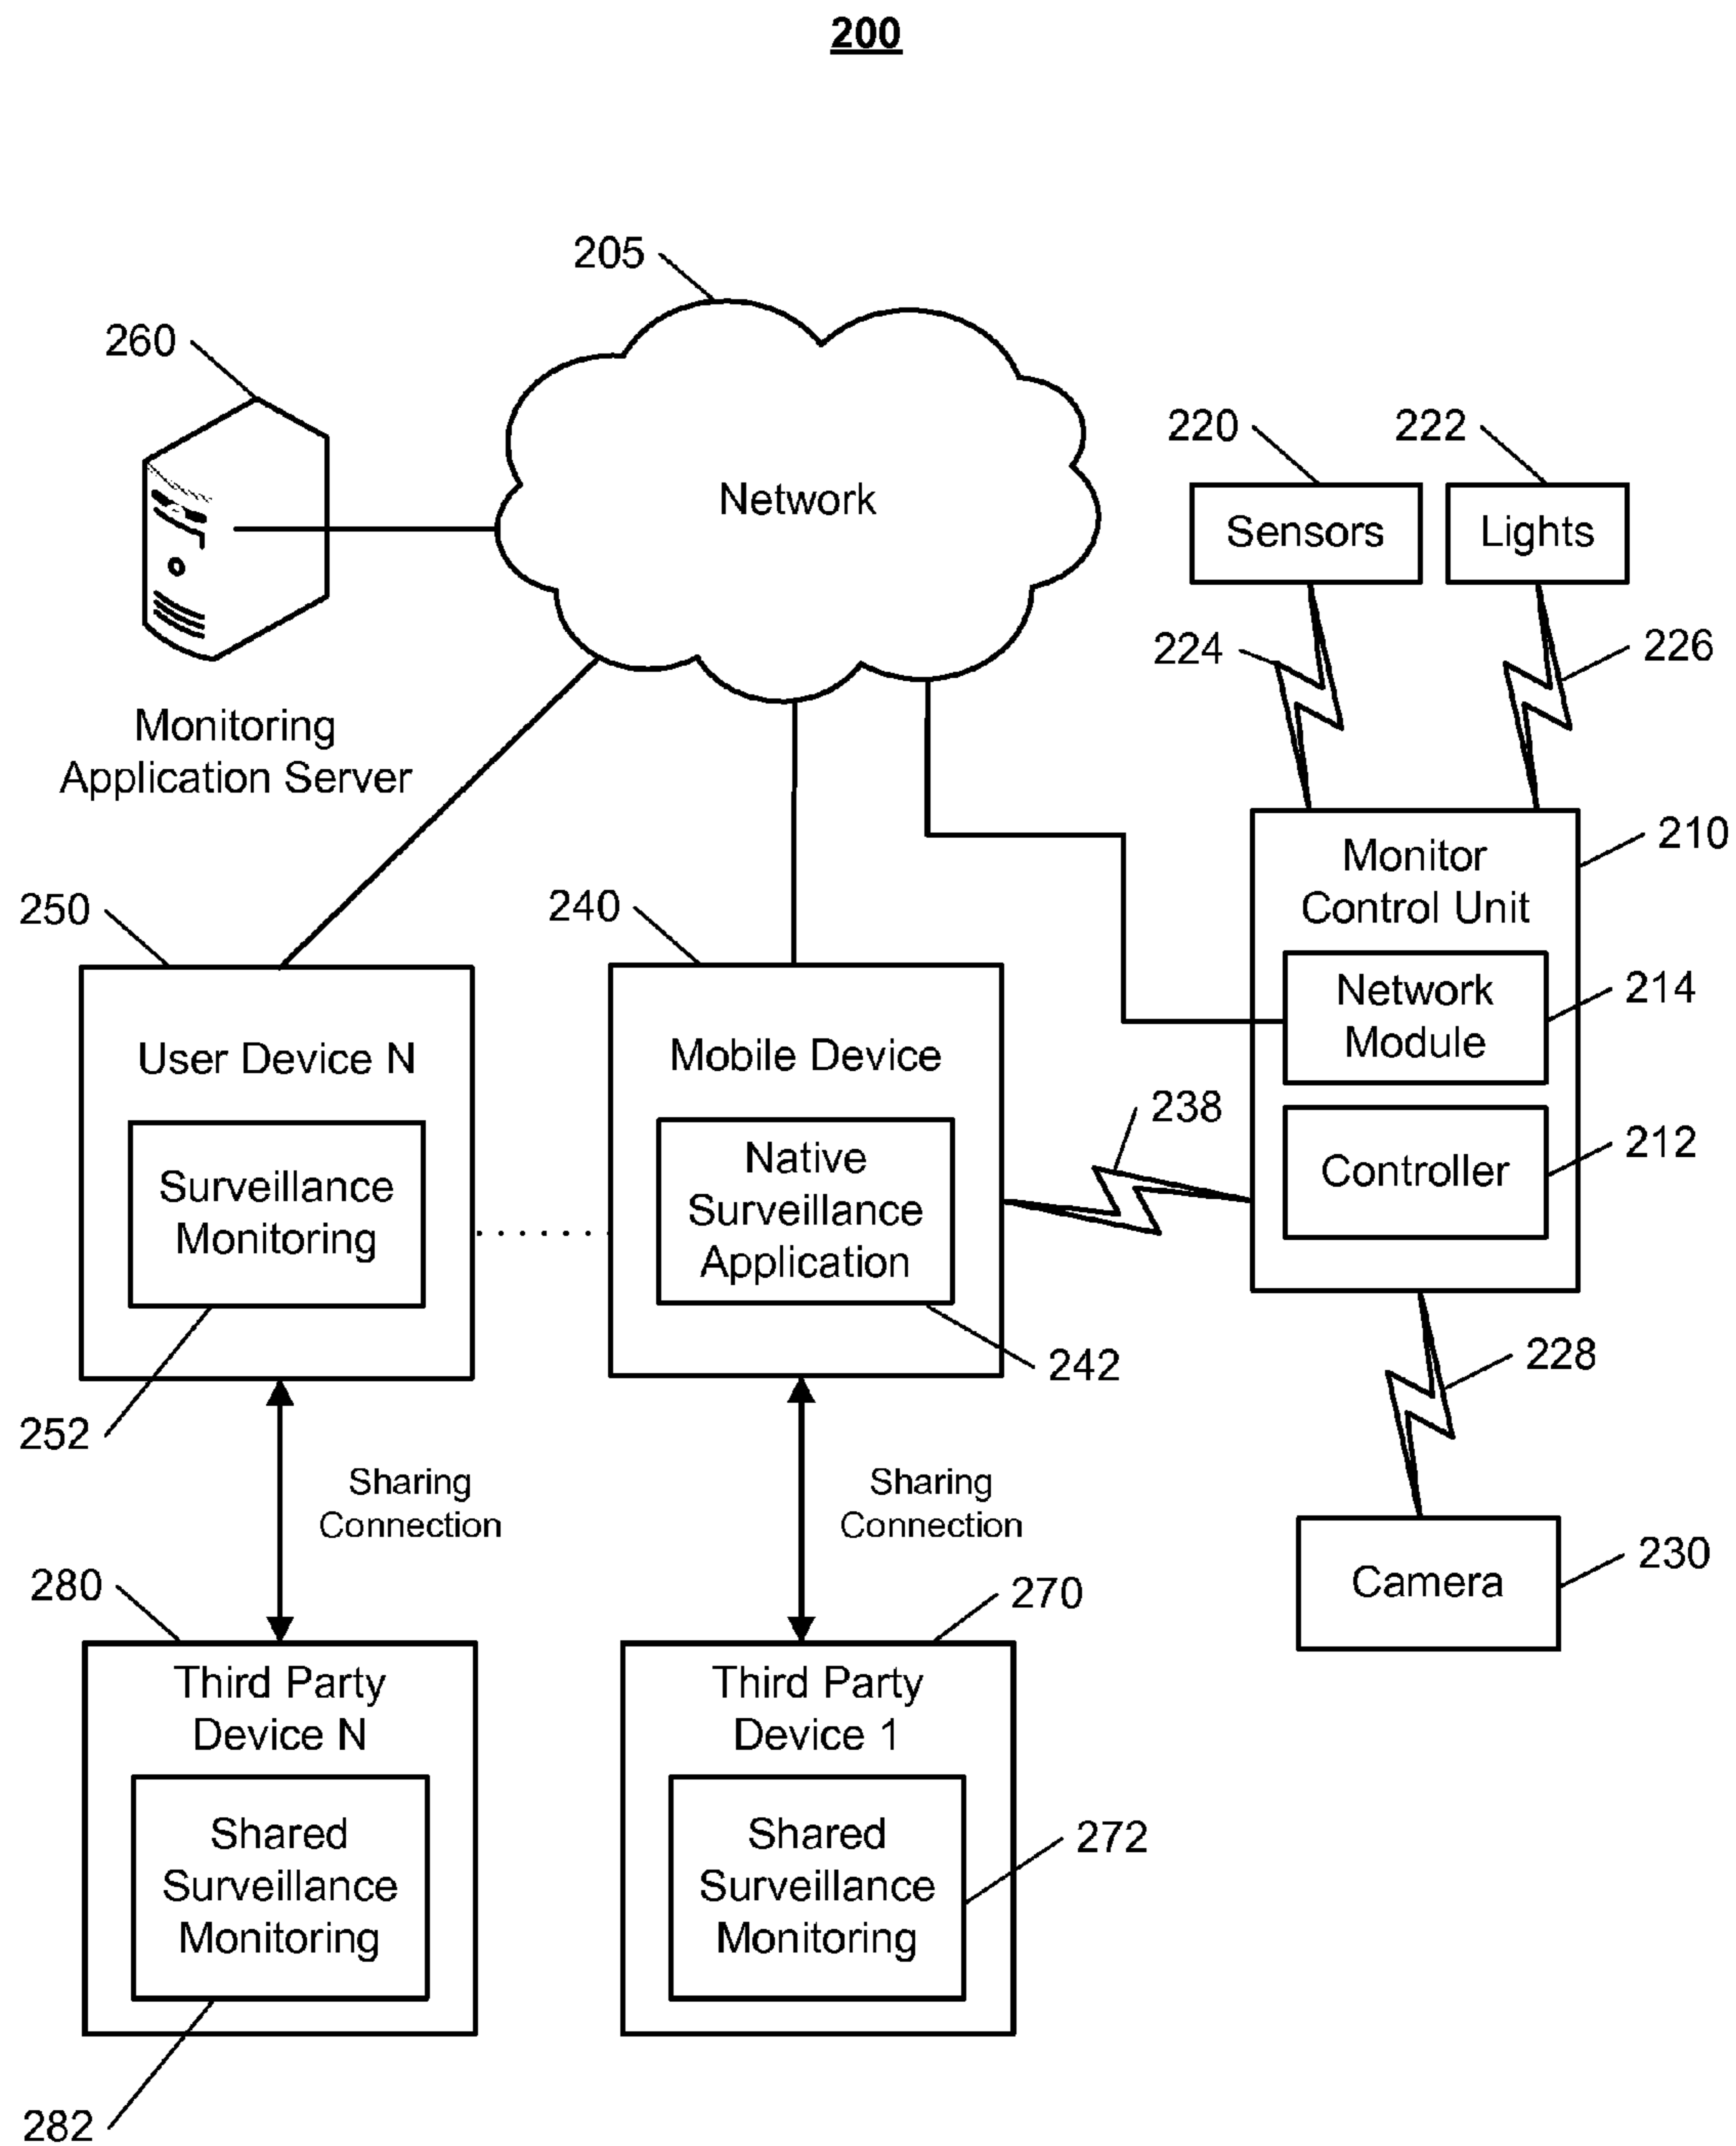 200
205
260
Network
220
222
Sensors
Lights
224
226
Monitoring
Application Server
210
Monitor
Control Unit
250
240
Network
Module
214
User Device N
Mobile Device
238
Controller
212
Surveillance
Monitoring
Native
Surveillance
Application
242
228
252
Sharing
Connection
Sharing
Connection
Camera
230
280
270
Third Party
Device N
Third Party
Device 1
Shared
Surveillance
Monitoring
Shared
Surveillance
Monitoring
272
282